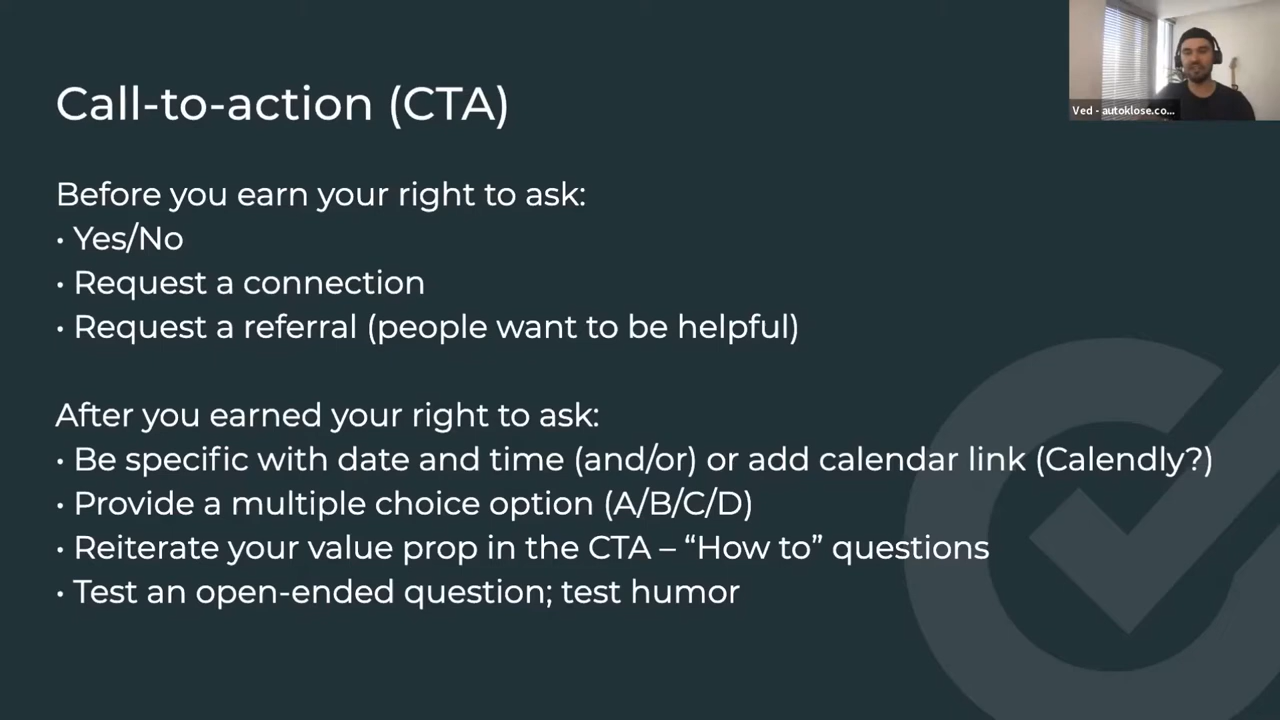 Call-to-action (CTA)
Ved - autoklose.co...
Before you earn your right to ask:
• Yes/No
• Request a connection
• Request a referral (people want to be helpful)
After you earned your right to ask:
• Be specific with date and time (and/or) or add calendar link (Calendly?)
• Provide a multiple choice option (A/B/C/D)
• Reiterate your value prop in the CTA – “How to” questions
• Test an open-ended question; test humor